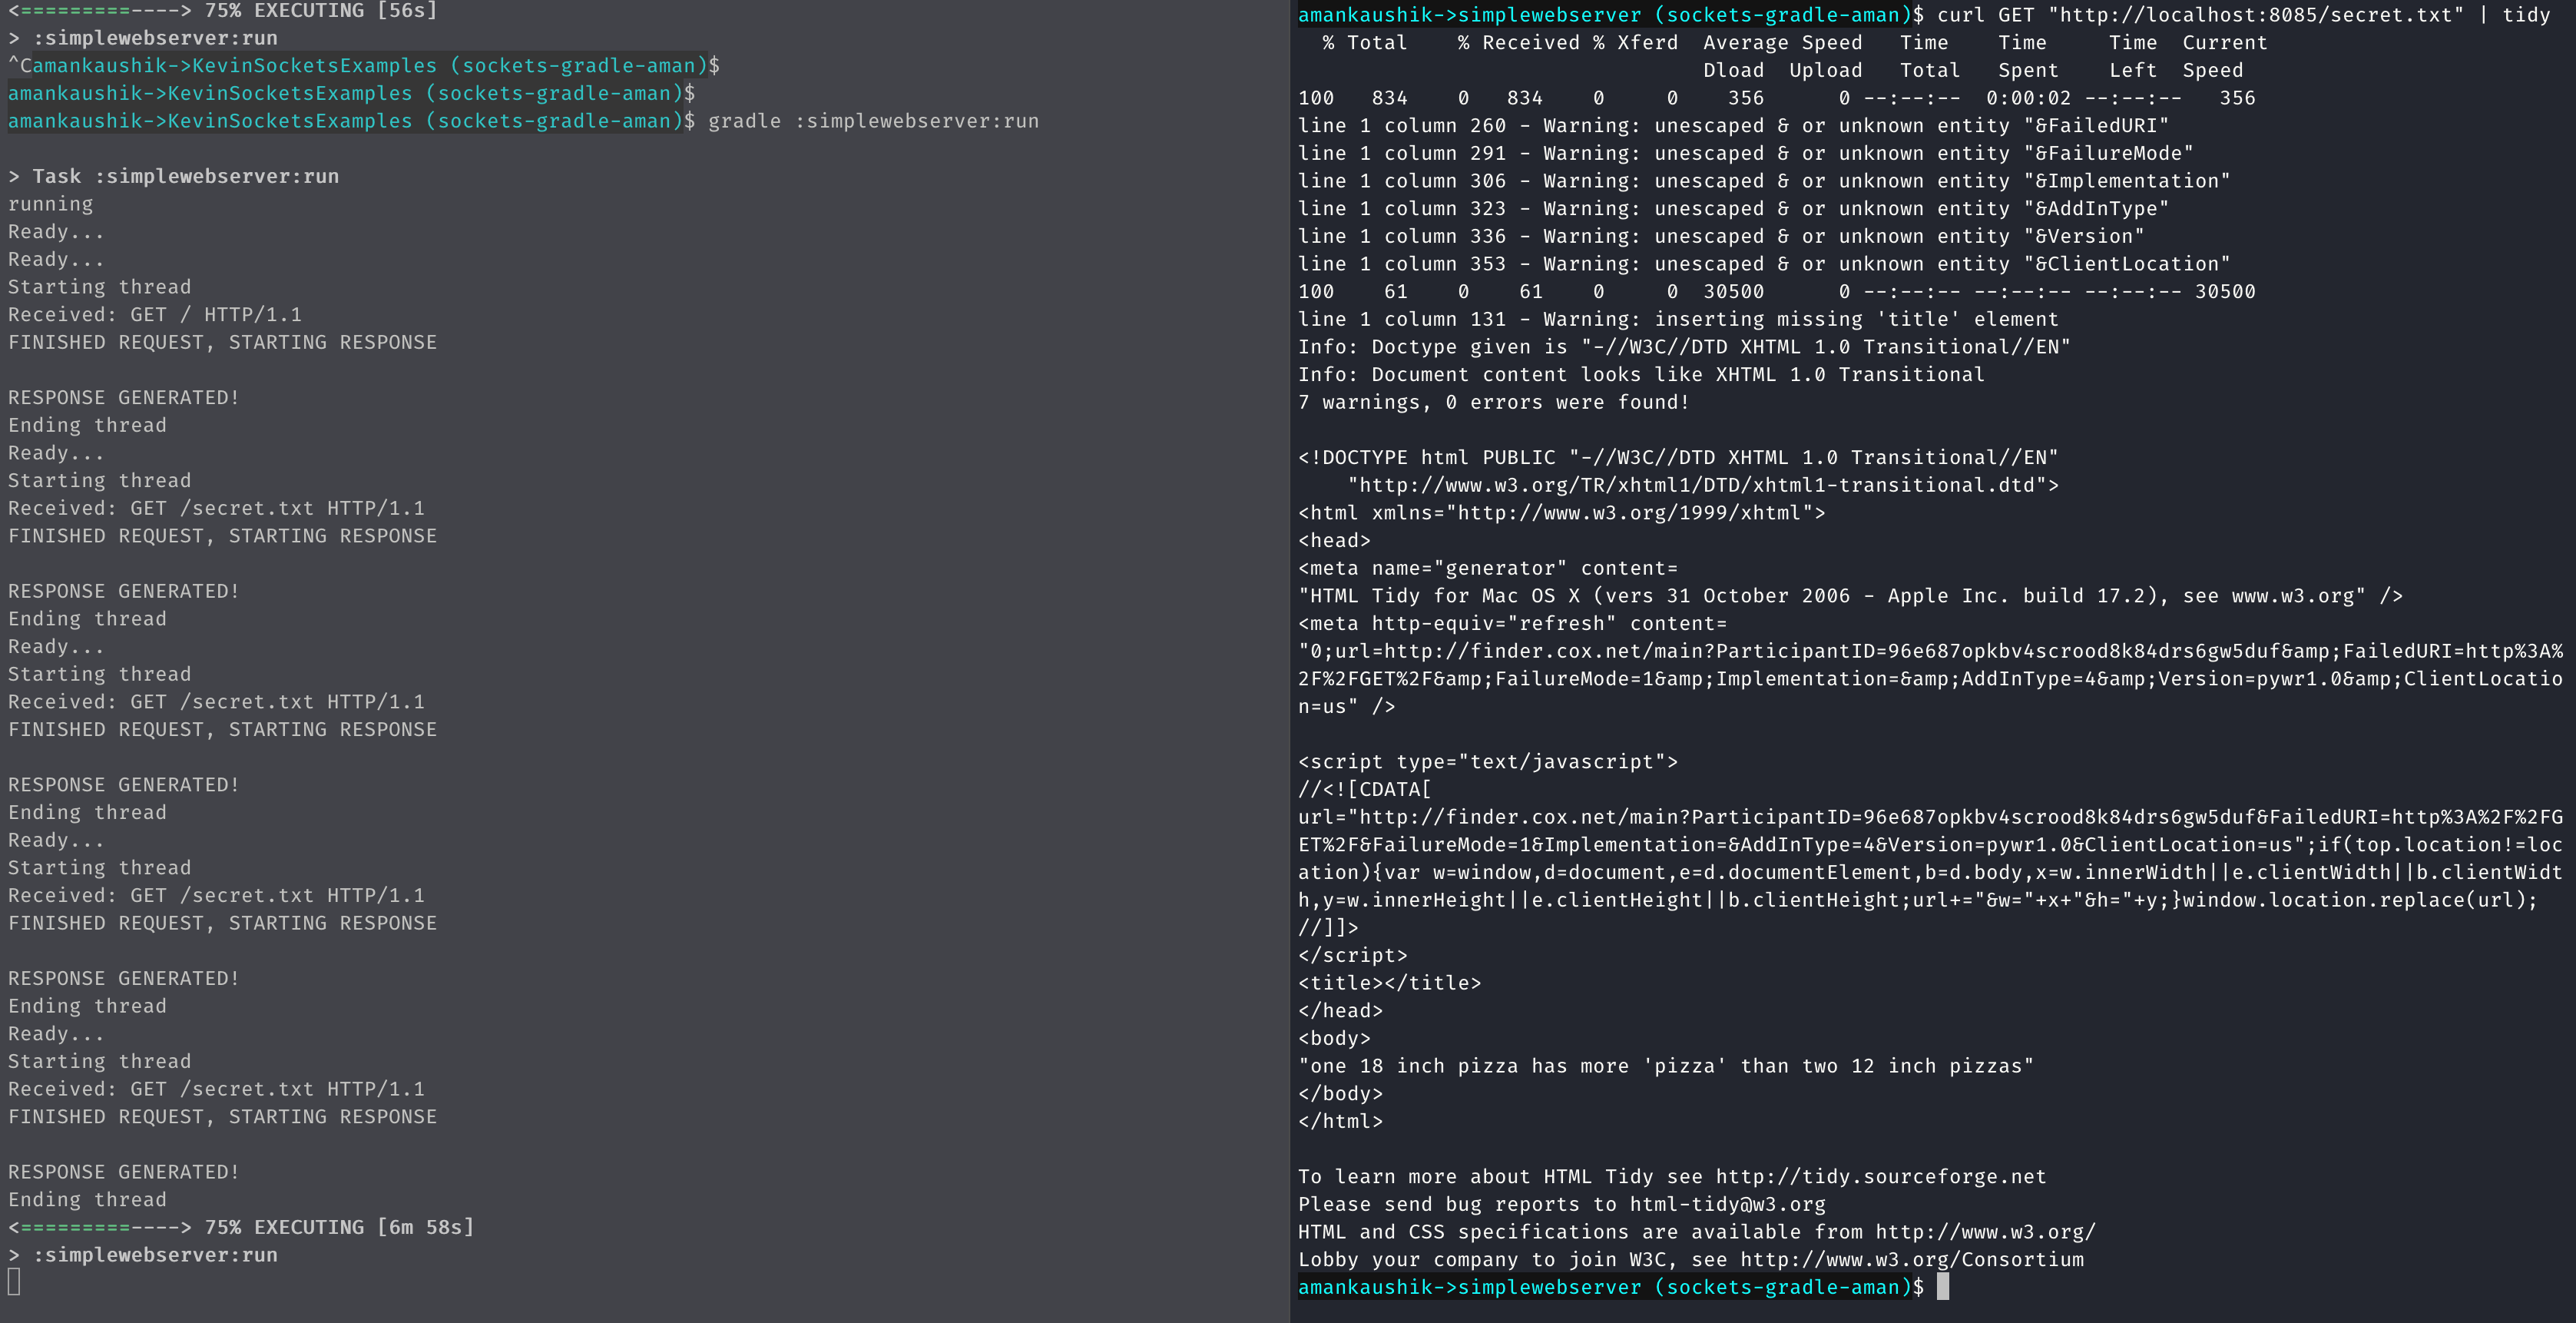 <=========----> 75% EXECUTING [56s]
> :simplewebserver:run
^Camankaushik->KevinSocketsExamples (sockets-gradle-aman)$
amankaushik->KevinSocketsExamples (sockets-gradle-aman)$
amankaushik->KevinSocketsExamples (sockets-gradle-aman)$ gradle :simplewebserver:run
> Task :simplewebserver:run
running
Ready...
Ready...
Starting thread
Received: GET / HTTP/1.1
FINISHED REQUEST, STARTING RESPONSE
RESPONSE GENERATED!
Ending thread
Ready...
Starting thread
Received: GET /secret.txt HTTP/1.1
FINISHED REQUEST, STARTING RESPONSE
RESPONSE GENERATED!
Ending thread
Ready...
Starting thread
Received: GET /secret.txt HTTP/1.1
FINISHED REQUEST, STARTING RESPONSE
RESPONSE GENERATED!
Ending thread
Ready...
Starting thread
Received: GET /secret.txt HTTP/1.1
FINISHED REQUEST, STARTING RESPONSE
RESPONSE GENERATED!
Ending thread
Ready...
Starting thread
Received: GET /secret.txt HTTP/1.1
FINISHED REQUEST, STARTING RESPONSE
RESPONSE GENERATED!
Ending thread
<=========----> 75% EXECUTING [6m 58s]
> :simplewebserver:run
amankaushik->simplewebserver (sockets-gradle-aman)$ curl GET "http://localhost:8085/secret.txt" | tidy
  % Total    % Received % Xferd  Average Speed   Time    Time     Time  Current
                                 Dload  Upload   Total   Spent    Left  Speed
100   834    0   834    0     0    356      0 --:--:--  0:00:02 --:--:--   356
line 1 column 260 - Warning: unescaped & or unknown entity "&FailedURI"
line 1 column 291 - Warning: unescaped & or unknown entity "&FailureMode"
line 1 column 306 - Warning: unescaped & or unknown entity "&Implementation"
line 1 column 323 - Warning: unescaped & or unknown entity "&AddInType"
line 1 column 336 - Warning: unescaped & or unknown entity "&Version"
line 1 column 353 - Warning: unescaped & or unknown entity "&ClientLocation"
100    61    0    61    0     0  30500      0 --:--:-- --:--:-- --:--:-- 30500
line 1 column 131 - Warning: inserting missing 'title' element
Info: Doctype given is "-//W3C//DTD XHTML 1.0 Transitional//EN"
Info: Document content looks like XHTML 1.0 Transitional
7 warnings, 0 errors were found!
<!DOCTYPE html PUBLIC "-//W3C//DTD XHTML 1.0 Transitional//EN"
    "http://www.w3.org/TR/xhtml1/DTD/xhtml1-transitional.dtd">
<html xmlns="http://www.w3.org/1999/xhtml">
<head>
<meta name="generator" content=
"HTML Tidy for Mac OS X (vers 31 October 2006 - Apple Inc. build 17.2), see www.w3.org" />
<meta http-equiv="refresh" content=
"0;url=http://finder.cox.net/main?ParticipantID=96e687opkbv4scrood8k84drs6gw5duf&amp;FailedURI=http%3A%
2F%2FGET%2F&amp;FailureMode=1&amp;Implementation=&amp;AddInType=4&amp;Version=pywr1.0&amp;ClientLocatio
n=us" />
<script type="text/javascript">
//<![CDATA[
url="http://finder.cox.net/main?ParticipantID=96e687opkbv4scrood8k84drs6gw5duf&FailedURI=http%3A%2F%2FG
ET%2F&FailureMode=1&Implementation=&AddInType=4&Version=pywr1.0&ClientLocation=us";if(top.location!=loc
ation){var w=window,d=document,e=d.documentElement,b=d.body,x=w.innerWidth||e.clientWidth||b.clientWidt
h,y=w.innerHeight||e.clientHeight||b.clientHeight;url+="&w="+x+"&h="+y;}window.location.replace(url);
//]]>
</script>
<title></title>
</head>
<body>
"one 18 inch pizza has more 'pizza' than two 12 inch pizzas"
</body>
</html>
To learn more about HTML Tidy see http://tidy.sourceforge.net
Please send bug reports to html-tidy@w3.org
HTML and CSS specifications are available from http://www.w3.org/
Lobby your company to join W3C, see http://www.w3.org/Consortium
amankaushik->simplewebserver (sockets-gradle-aman)$